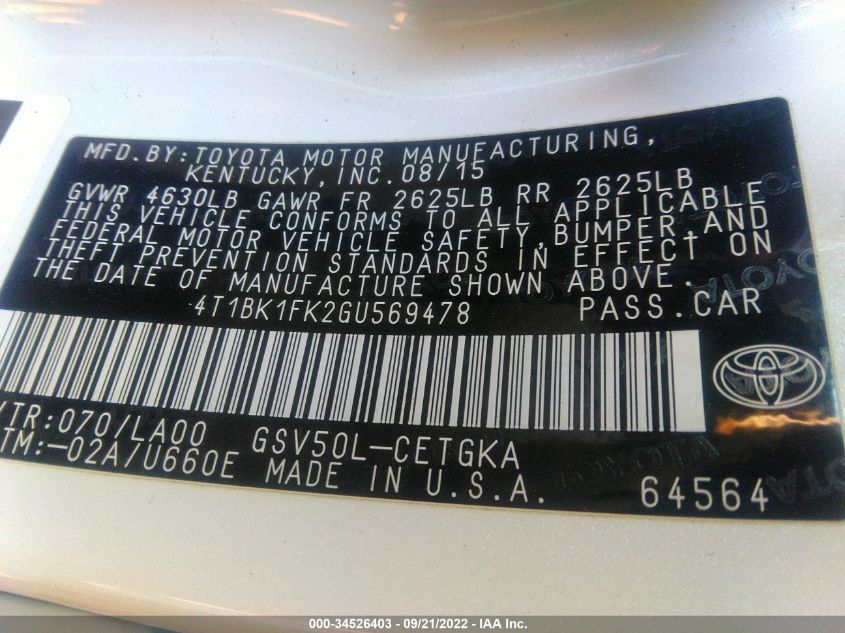 MFD. BY: TOYOTA MOTOR MANUFACTURING,
KENTUCKY, INC. 08/15
GVWR 4630LB GAWR FR 2625LB RR 2625LB
THIS VEHICLE CONFORMS TO ALL APPLICABLE
FEDERAL MOTOR VEHICLE SAFETY, BUMPER, AND
THEFT PREVENTION STANDARDS IN EFFECT ON
THE DATE OF MANUFACTURE SHOWN ABOVE.
4T1BK1FK2GU569478 PASS. CAR
/TR: 070/LA00 GSV50L-CETGKA
TM: -02A/U660E MADE IN U.S.A. 64564
TOYOTA
000-34526403 - 09/21/2022 - IAA Inc.